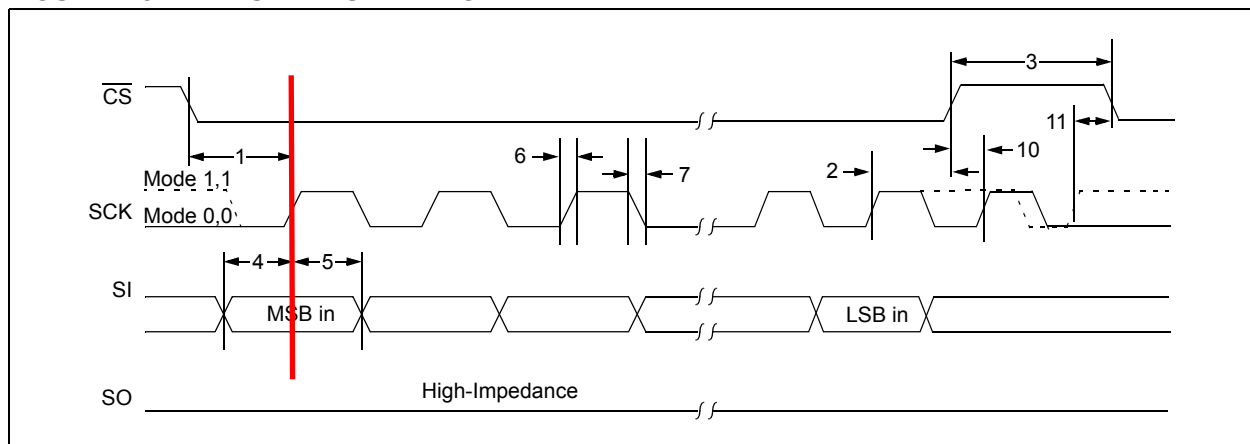 3
CS
11
1
6
10
Mode 1,1
7
2
SCK
Mode 0,0
4
5
SI
MSB in
LSB in
High-Impedance
SO